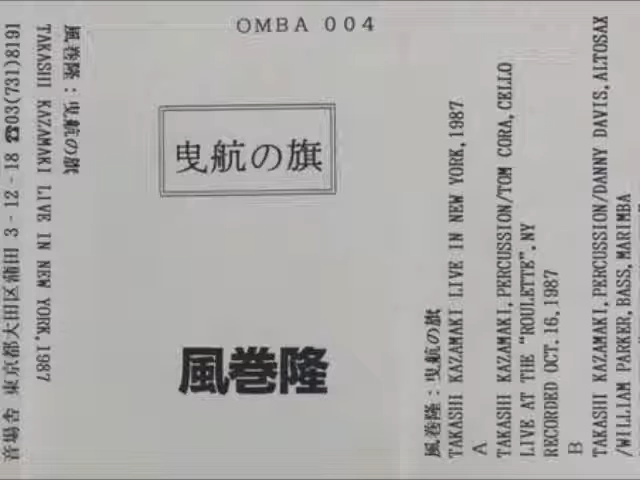 音場舎 東京都大田区蒲田 3-12-18 ☎03(731)8191
TAKASHI KAZAMAKI LIVE IN NEW YORK,1987
風巻隆：曳航の旗
OMBA 004
曳航の旗
風巻隆
風巻隆：曳航の旗
TAKASHI KAZAMAKI LIVE IN NEW YORK,1987
A
TAKASHI KAZAMAKI,PERCUSSION/TOM CORA,CELLO
LIVE AT THE "ROULETTE".NY
RECORDED OCT.16,1987
B
TAKASHI KAZAMAKI,PERCUSSION/DANNY DAVIS,ALTOSAX
/WILLIAM PARKER,BASS,MARIMBA